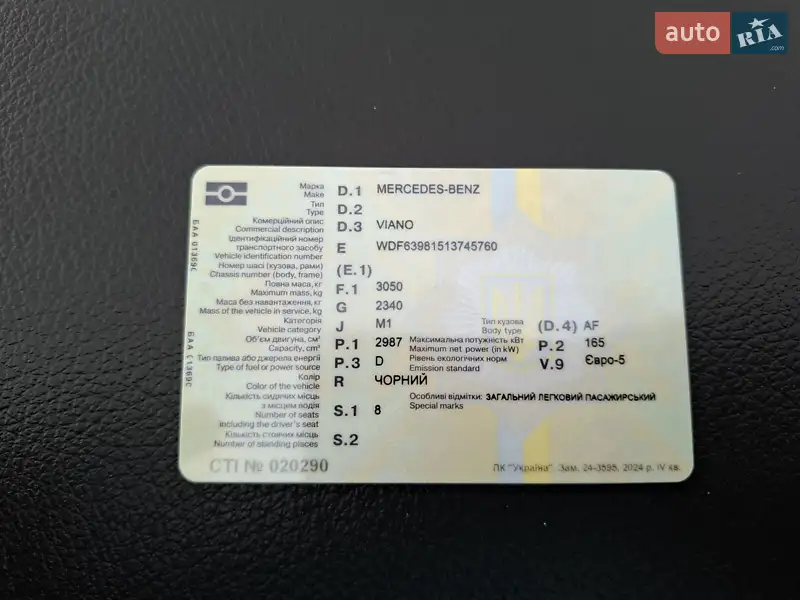 auto RIA .com
Марка D.1 MERCEDES-BENZ
Make
Тип D.2
Type
Комерційний опис D.3 VIANO
Commercial description
Ідентифікаційний номер
транспортного засобу E WDF63981513745760
Vehicle identification number
Номер шасі (кузова, рами) (E.1)
Chassis number (body, frame)
Повна маса, кг F.1 3050
Maximum mass, kg
Маса без навантаження, кг G 2340
Mass of the vehicle in service, kg
Категорія J M1 Тип кузова (D.4) AF
Vehicle category Body type
Об'єм двигуна, см³ P.1 2987 Максимальна потужність кВт P.2 165
Capacity, cm³ Maximum net power (in kW)
Тип палива або джерела енергії P.3 D Рівень екологічних норм V.9 Євро-5
Type of fuel or power source Emission standard
Колір R ЧОРНИЙ
Color of the vehicle
Кількість сидячих місць
з місцем водія S.1 8 Особливі відмітки: ЗАГАЛЬНИЙ ЛЕГКОВИЙ ПАСАЖИРСЬКИЙ
Number of seats Special marks
including the driver's seat
Кількість стоячих місць S.2
Number of standing places
СТІ № 020290
ПК "Україна". Зам. 24-3595, 2024 р. IV кв.